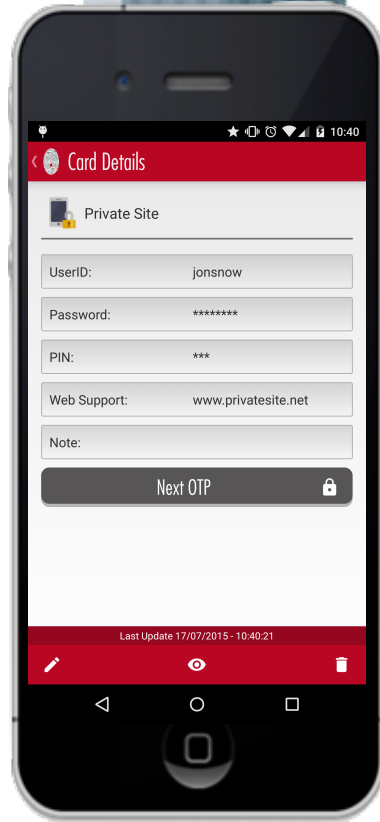 10:40
Card Details
Private Site
UserID: jonsnow
Password: ********
PIN: ***
Web Support: www.privatesite.net
Note:
Next OTP
Last Update 17/07/2015 - 10:40:21